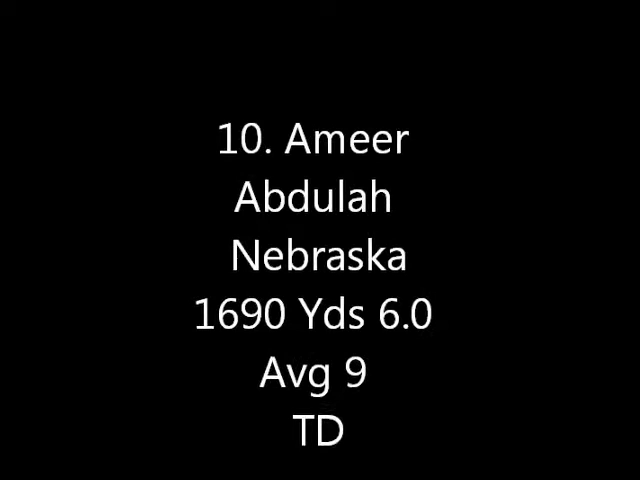 10. Ameer
Abdulah
Nebraska
1690 Yds 6.0
Avg 9
TD